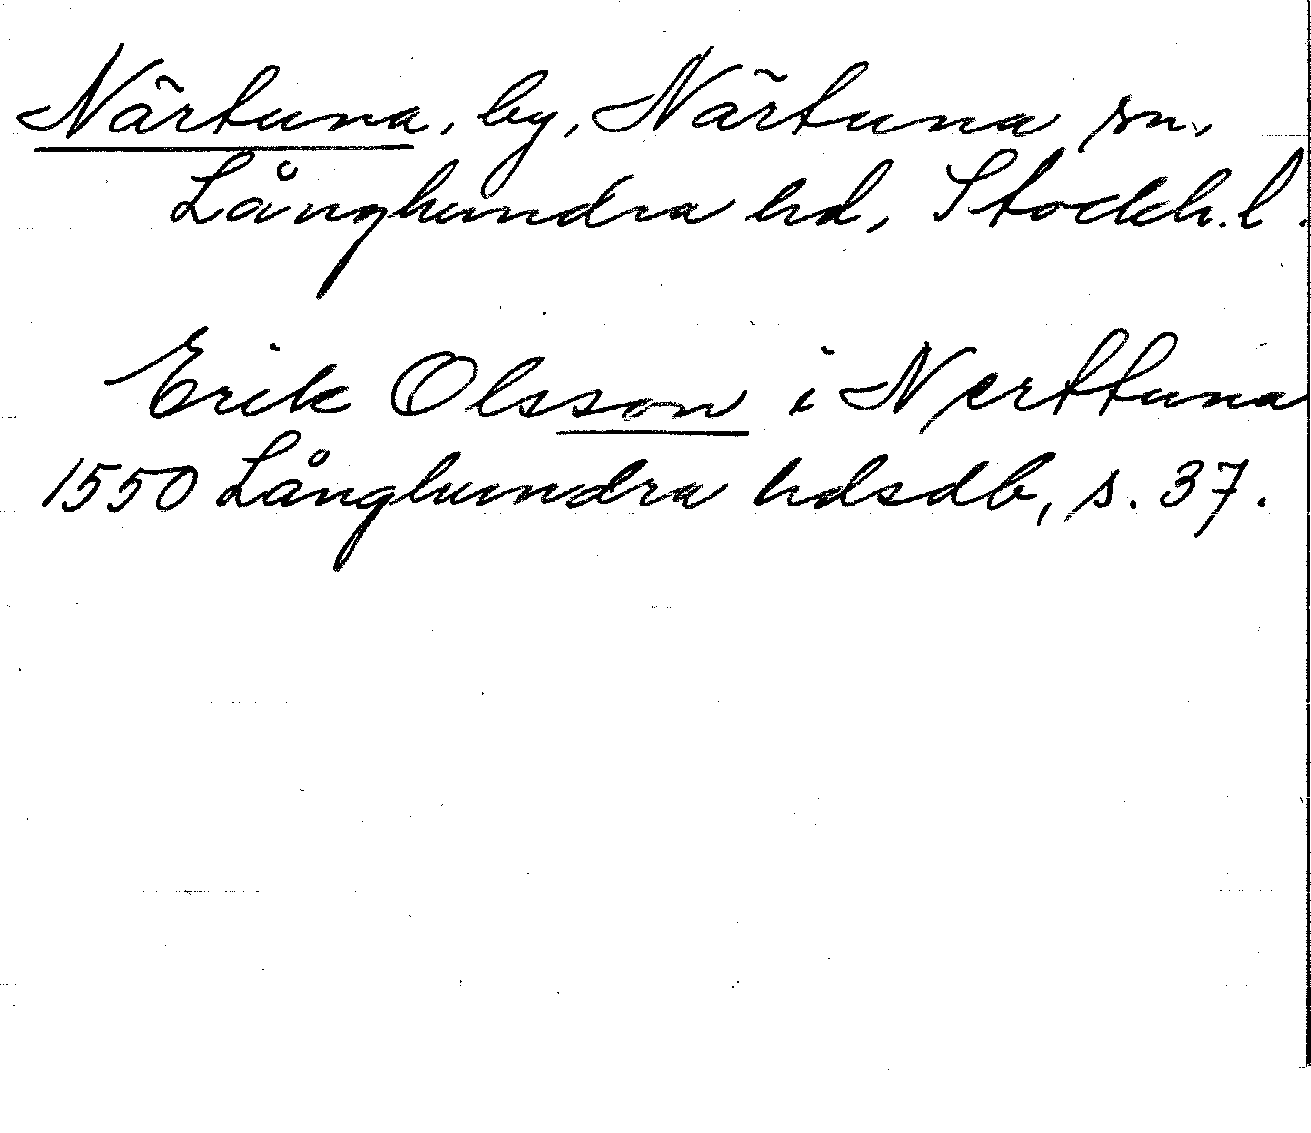 Närtuna, by, Närtuna sn,
Långhundra hd, Stockh. l.
Erik Olsson i Nerttuna
1550 Långhundra hdsdb, s. 37.